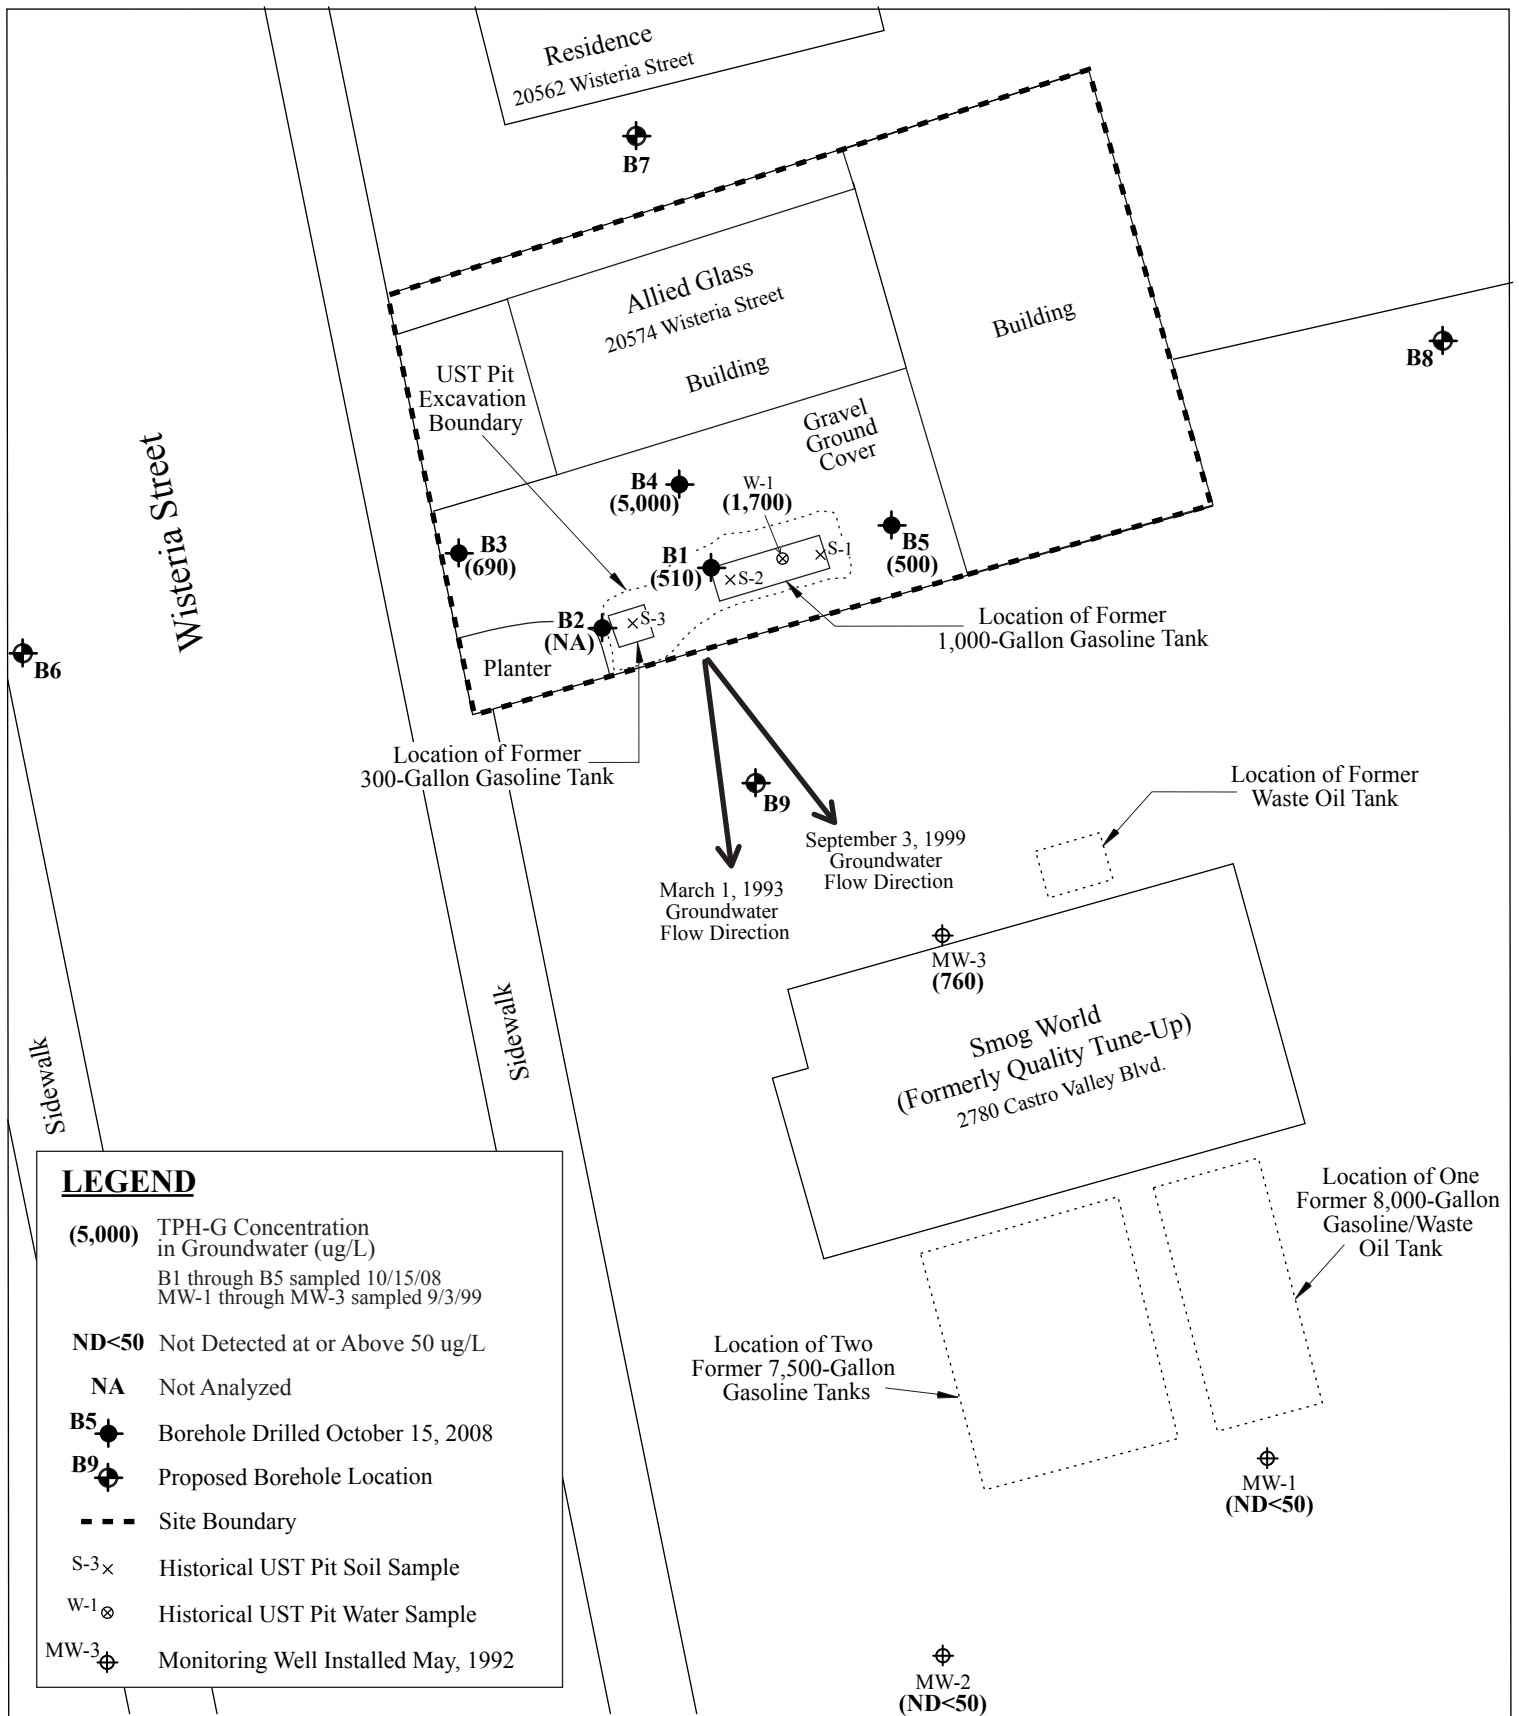 Residence
20562 Wisteria Street
B7
Allied Glass
20574 Wisteria Street
Building
Building
B8
UST Pit
Excavation
Boundary
Gravel
Ground
Cover
Wisteria Street
B4
(5,000)
W-1
(1,700)
B3
(690)
B1
(510)
S-1
S-2
B5
(500)
B2
(NA)
S-3
Location of Former
1,000-Gallon Gasoline Tank
B6
Planter
Location of Former
300-Gallon Gasoline Tank
B9
Location of Former
Waste Oil Tank
September 3, 1999
Groundwater
Flow Direction
March 1, 1993
Groundwater
Flow Direction
MW-3
(760)
Smog World
(Formerly Quality Tune-Up)
2780 Castro Valley Blvd.
Sidewalk
Sidewalk
Location of One
Former 8,000-Gallon
Gasoline/Waste
Oil Tank
Location of Two
Former 7,500-Gallon
Gasoline Tanks
MW-1
(ND<50)
MW-2
(ND<50)
LEGEND
(5,000) TPH-G Concentration
in Groundwater (ug/L)
B1 through B5 sampled 10/15/08
MW-1 through MW-3 sampled 9/3/99
ND<50 Not Detected at or Above 50 ug/L
NA Not Analyzed
B5 Borehole Drilled October 15, 2008
B9 Proposed Borehole Location
Site Boundary
S-3 Historical UST Pit Soil Sample
W-1 Historical UST Pit Water Sample
MW-3 Monitoring Well Installed May, 1992